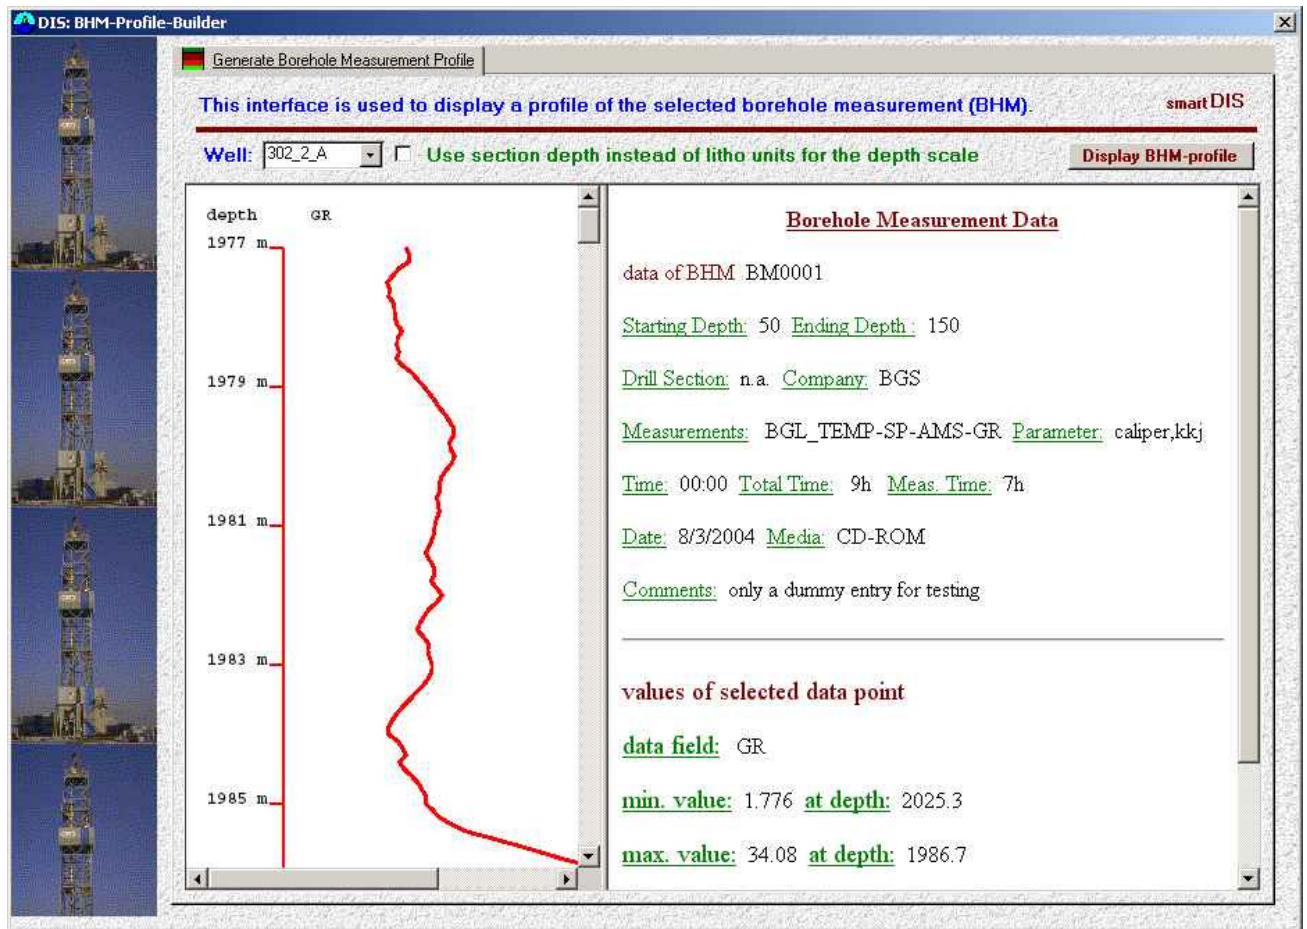 DIS: BHM-Profile-Builder
Generate Borehole Measurement Profile
This interface is used to display a profile of the selected borehole measurement (BHM).
smartDIS
Well: 302_2_A Use section depth instead of litho units for the depth scale Display BHM-profile
depth GR
1977 m
1979 m
1981 m
1983 m
1985 m
Borehole Measurement Data
data of BHM BM0001
Starting Depth: 50 Ending Depth : 150
Drill Section: n.a. Company: BGS
Measurements: BGL_TEMP-SP-AMS-GR Parameter: caliper,kkj
Time: 00:00 Total Time: 9h Meas. Time: 7h
Date: 8/3/2004 Media: CD-ROM
Comments: only a dummy entry for testing
values of selected data point
data field: GR
min. value: 1.776 at depth: 2025.3
max. value: 34.08 at depth: 1986.7